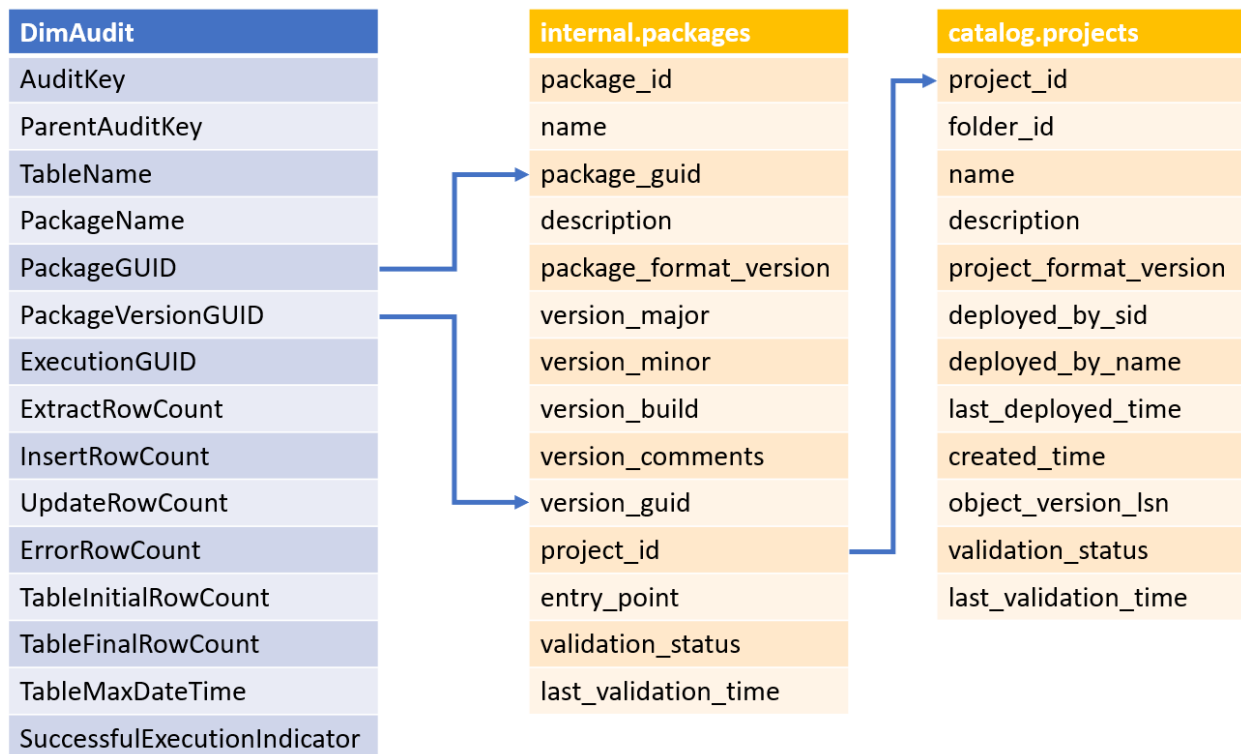 DimAudit
AuditKey
ParentAuditKey
TableName
PackageName
PackageGUID
PackageVersionGUID
ExecutionGUID
ExtractRowCount
InsertRowCount
UpdateRowCount
ErrorRowCount
TableInitialRowCount
TableFinalRowCount
TableMaxDateTime
SuccessfulExecutionIndicator
internal.packages
package_id
name
package_guid
description
package_format_version
version_major
version_minor
version_build
version_comments
version_guid
project_id
entry_point
validation_status
last_validation_time
catalog.projects
project_id
folder_id
name
description
project_format_version
deployed_by_sid
deployed_by_name
last_deployed_time
created_time
object_version_lsn
validation_status
last_validation_time